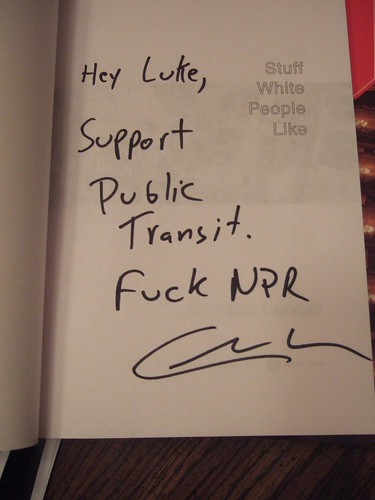 Hey Luke,
Stuff
White
People
Like
Support
Public
Transit.
Fuck NPR